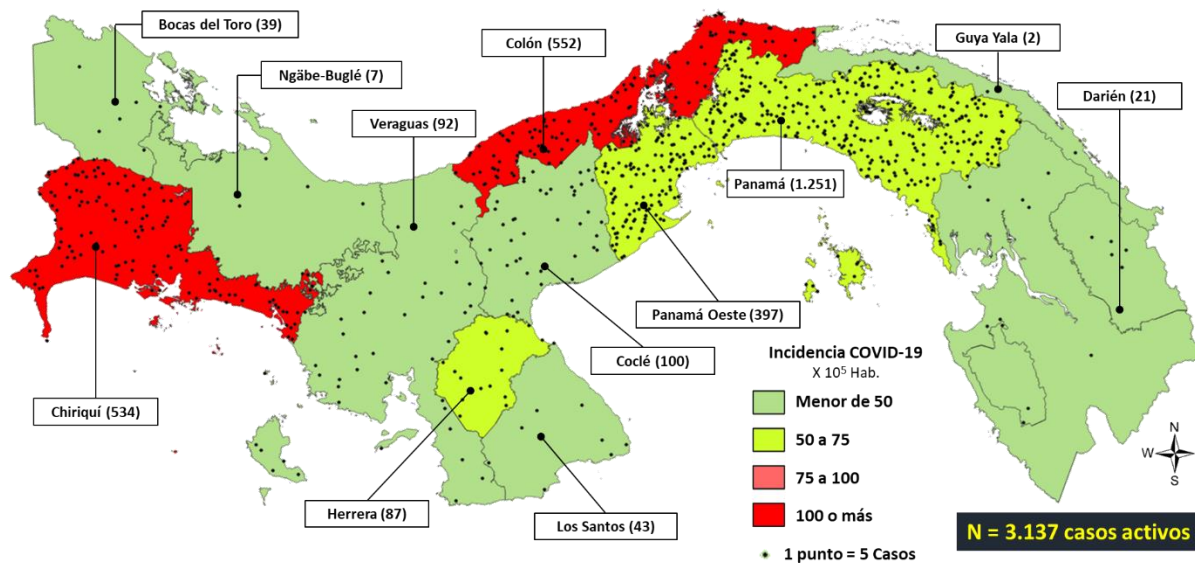 Bocas del Toro (39)
Ngäbe-Buglé (7)
Veraguas (92)
Colón (552)
Guya Yala (2)
Darién (21)
Panamá (1.251)
Panamá Oeste (397)
Coclé (100)
Chiriquí (534)
Herrera (87)
Los Santos (43)
Incidencia COVID-19
X 10⁵ Hab.
Menor de 50
50 a 75
75 a 100
100 o más
1 punto = 5 Casos
N
W
S
N = 3.137 casos activos